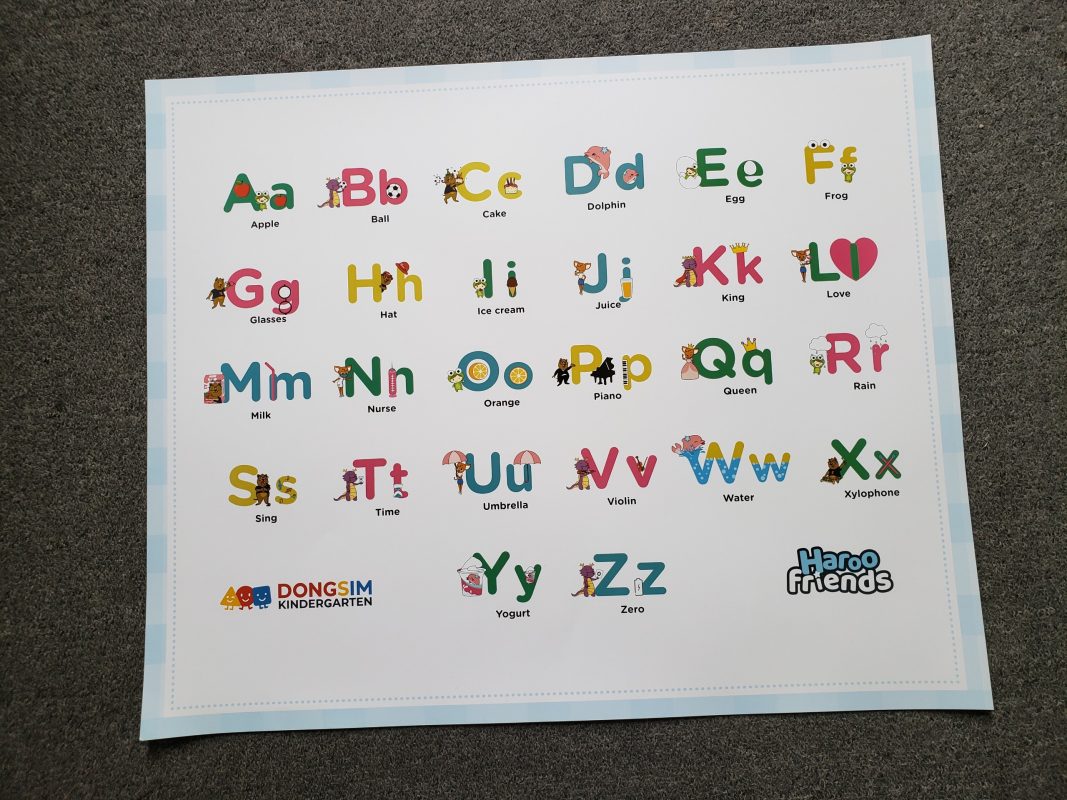 Aa Bb Cc Dd Ee Ff
Apple Ball Cake Dolphin Egg Frog
Gg Hh Ii Jj Kk Ll
Glasses Hat Ice cream Juice King Love
Mm Nn Oo Pp Qq Rr
Milk Nurse Orange Piano Queen Rain
Ss Tt Uu Vv Ww Xx
Sing Time Umbrella Violin Water Xylophone
Yy Zz
Yogurt Zero
DONGSIM
KINDERGARTEN
Haroo
friends